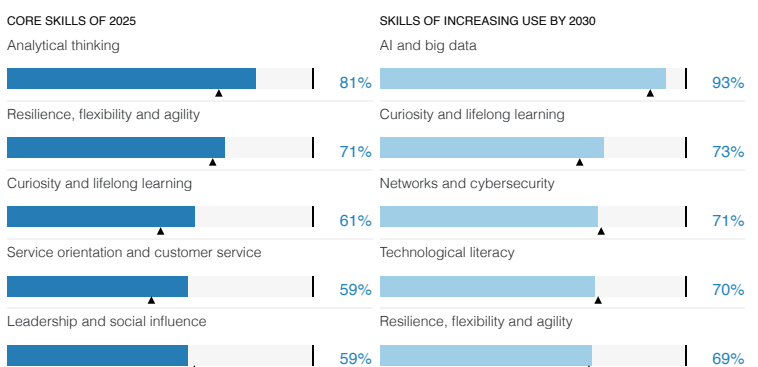 CORE SKILLS OF 2025
Analytical thinking
81%
Resilience, flexibility and agility
71%
Curiosity and lifelong learning
61%
Service orientation and customer service
59%
Leadership and social influence
59%
SKILLS OF INCREASING USE BY 2030
AI and big data
93%
Curiosity and lifelong learning
73%
Networks and cybersecurity
71%
Technological literacy
70%
Resilience, flexibility and agility
69%